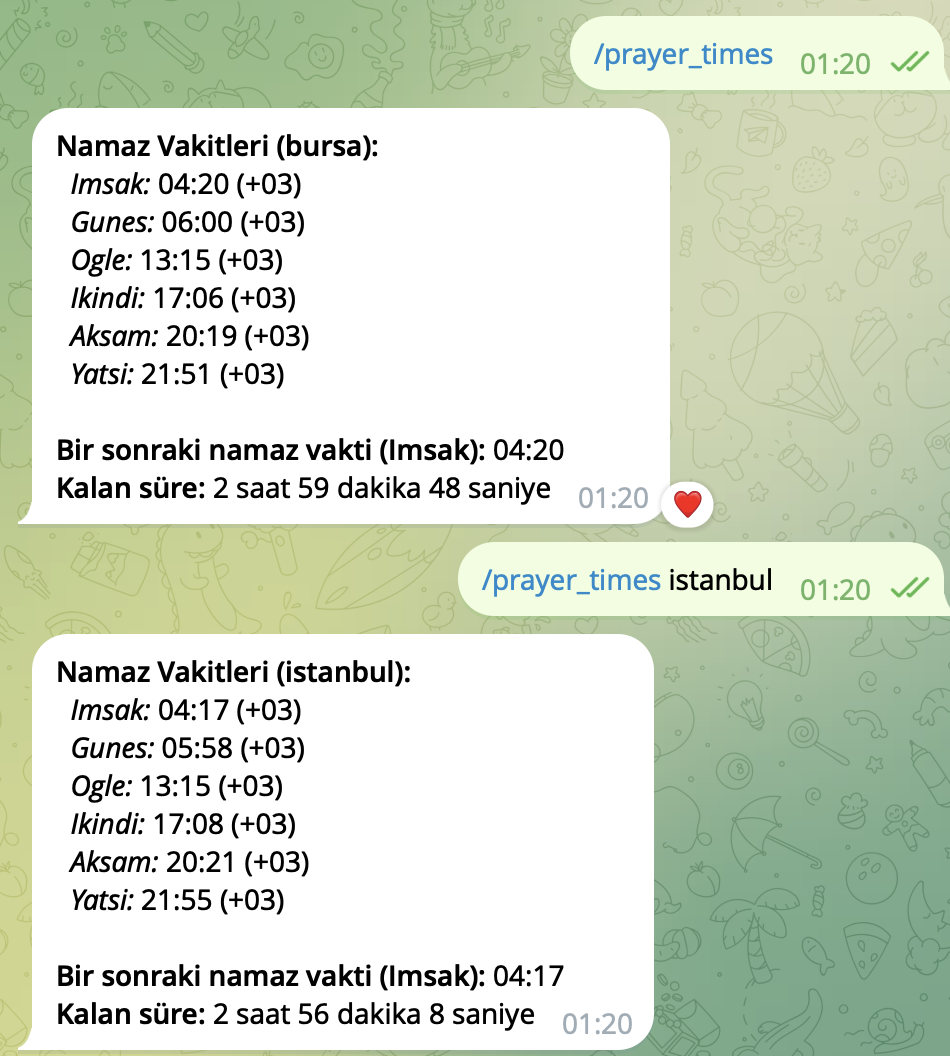 /prayer_times 01:20
Namaz Vakitleri (bursa):
Imsak: 04:20 (+03)
Gunes: 06:00 (+03)
Ogle: 13:15 (+03)
Ikindi: 17:06 (+03)
Aksam: 20:19 (+03)
Yatsi: 21:51 (+03)
Bir sonraki namaz vakti (Imsak): 04:20
Kalan süre: 2 saat 59 dakika 48 saniye 01:20
/prayer_times istanbul 01:20
Namaz Vakitleri (istanbul):
Imsak: 04:17 (+03)
Gunes: 05:58 (+03)
Ogle: 13:15 (+03)
Ikindi: 17:08 (+03)
Aksam: 20:21 (+03)
Yatsi: 21:55 (+03)
Bir sonraki namaz vakti (Imsak): 04:17
Kalan süre: 2 saat 56 dakika 8 saniye 01:20